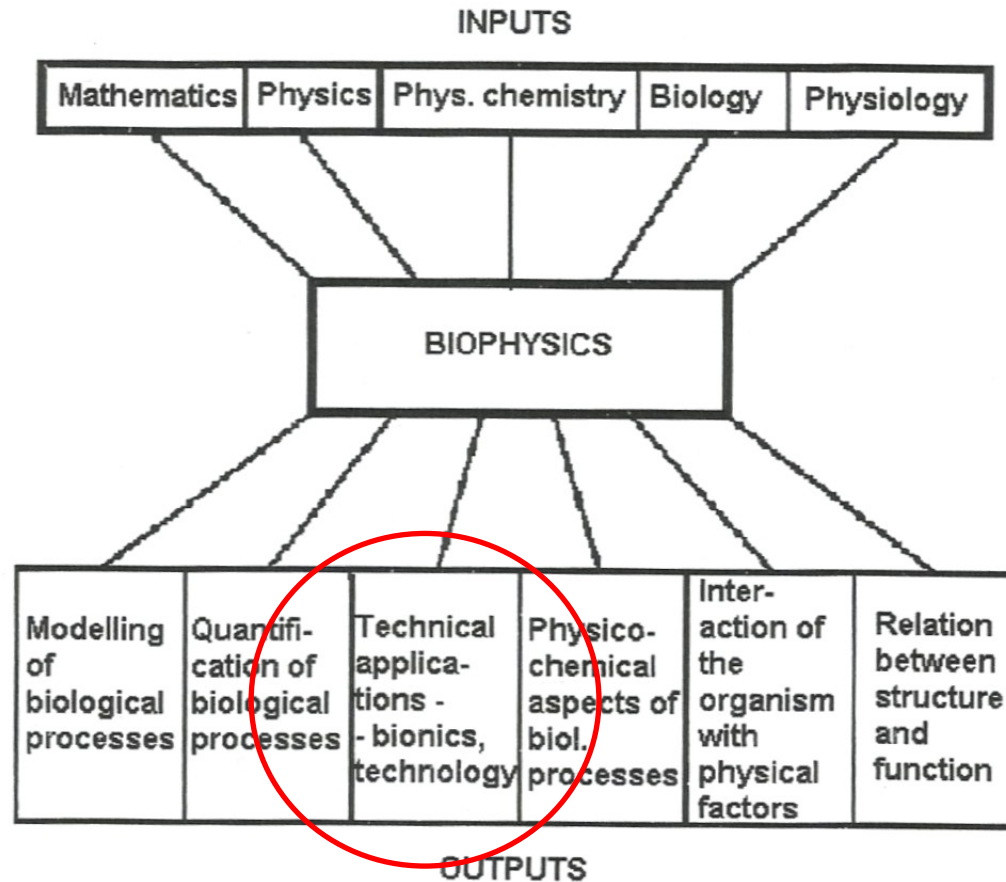 INPUTS
Mathematics
Physics
Phys. chemistry
Biology
Physiology
BIOPHYSICS
Modelling
of
biological
processes
Quantifi-
cation of
biological
processes
Technical
applica-
tions -
- bionics,
technology
Physico-
chemical
aspects of
biol.
processes
Inter-
action of
the
organism
with
physical
factors
Relation
between
structure
and
function
OUTPUTS